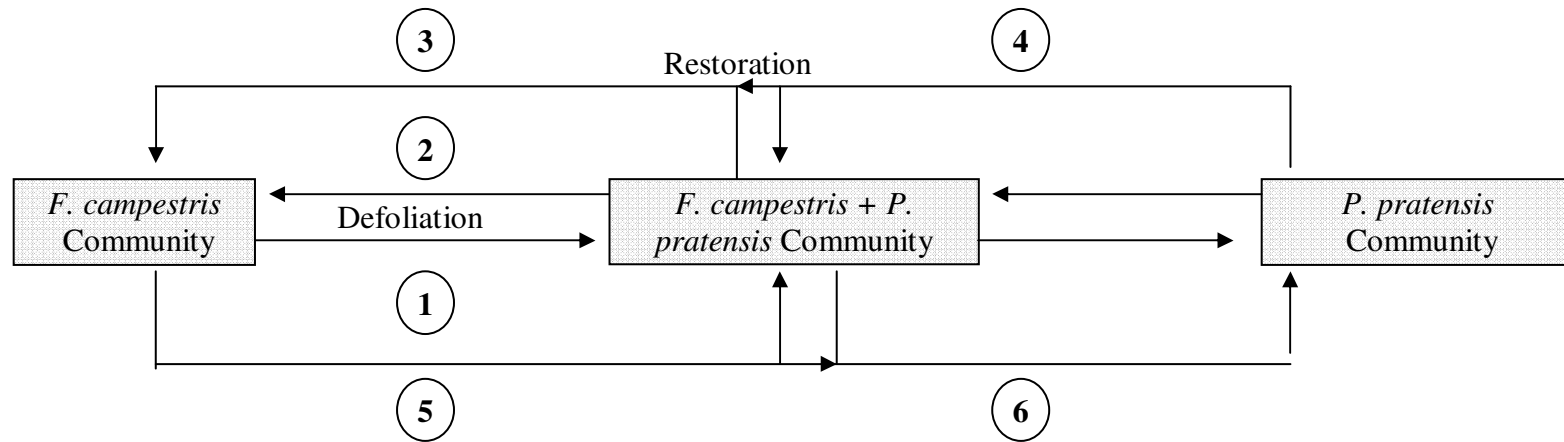 3
4
Restoration
2
F. campestris
Community
Defoliation
F. campestris + P.
pratensis Community
P. pratensis
Community
1
5
6